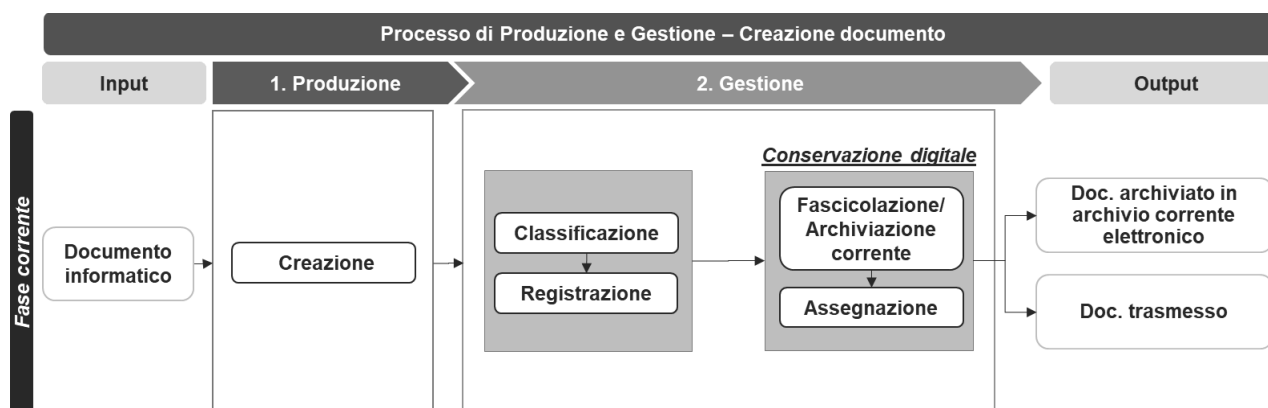 Processo di Produzione e Gestione – Creazione documento
Input
1. Produzione
2. Gestione
Output
Fase corrente
Documento
informatico
Creazione
Classificazione
Registrazione
Conservazione digitale
Fascicolazione/
Archiviazione
corrente
Assegnazione
Doc. archiviato in
archivio corrente
elettronico
Doc. trasmesso